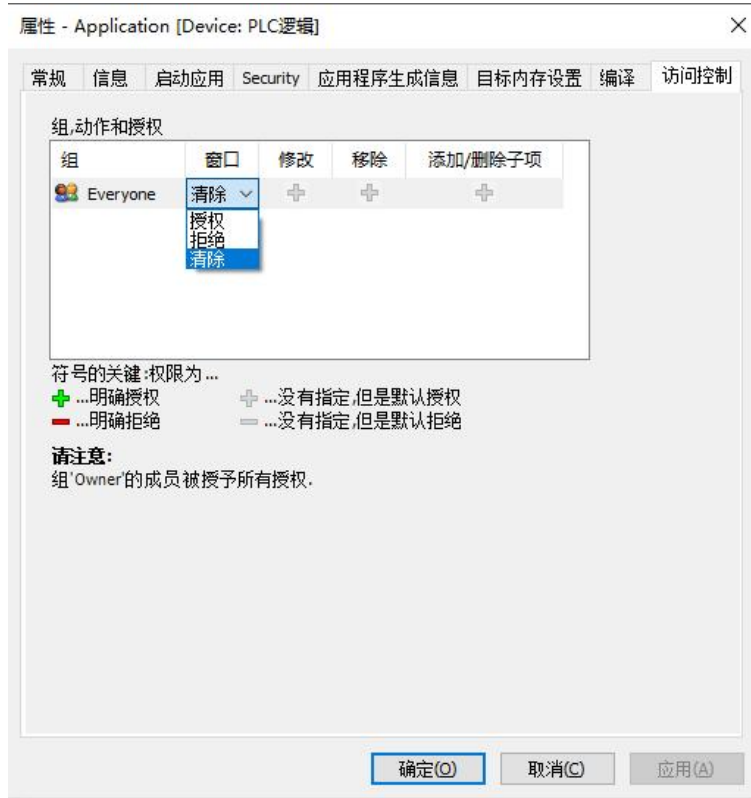 属性 - Application [Device: PLC逻辑]
常规 信息 启动应用 Security 应用程序生成信息 目标内存设置 编译 访问控制
组,动作和授权
组 窗口 修改 移除 添加/删除子项
Everyone 清除
授权
拒绝
清除
符号的关键:权限为...
...明确授权 ...没有指定,但是默认授权
...明确拒绝 ...没有指定,但是默认拒绝
请注意:
组'Owner'的成员被授予所有授权.
确定(O) 取消(C) 应用(A)